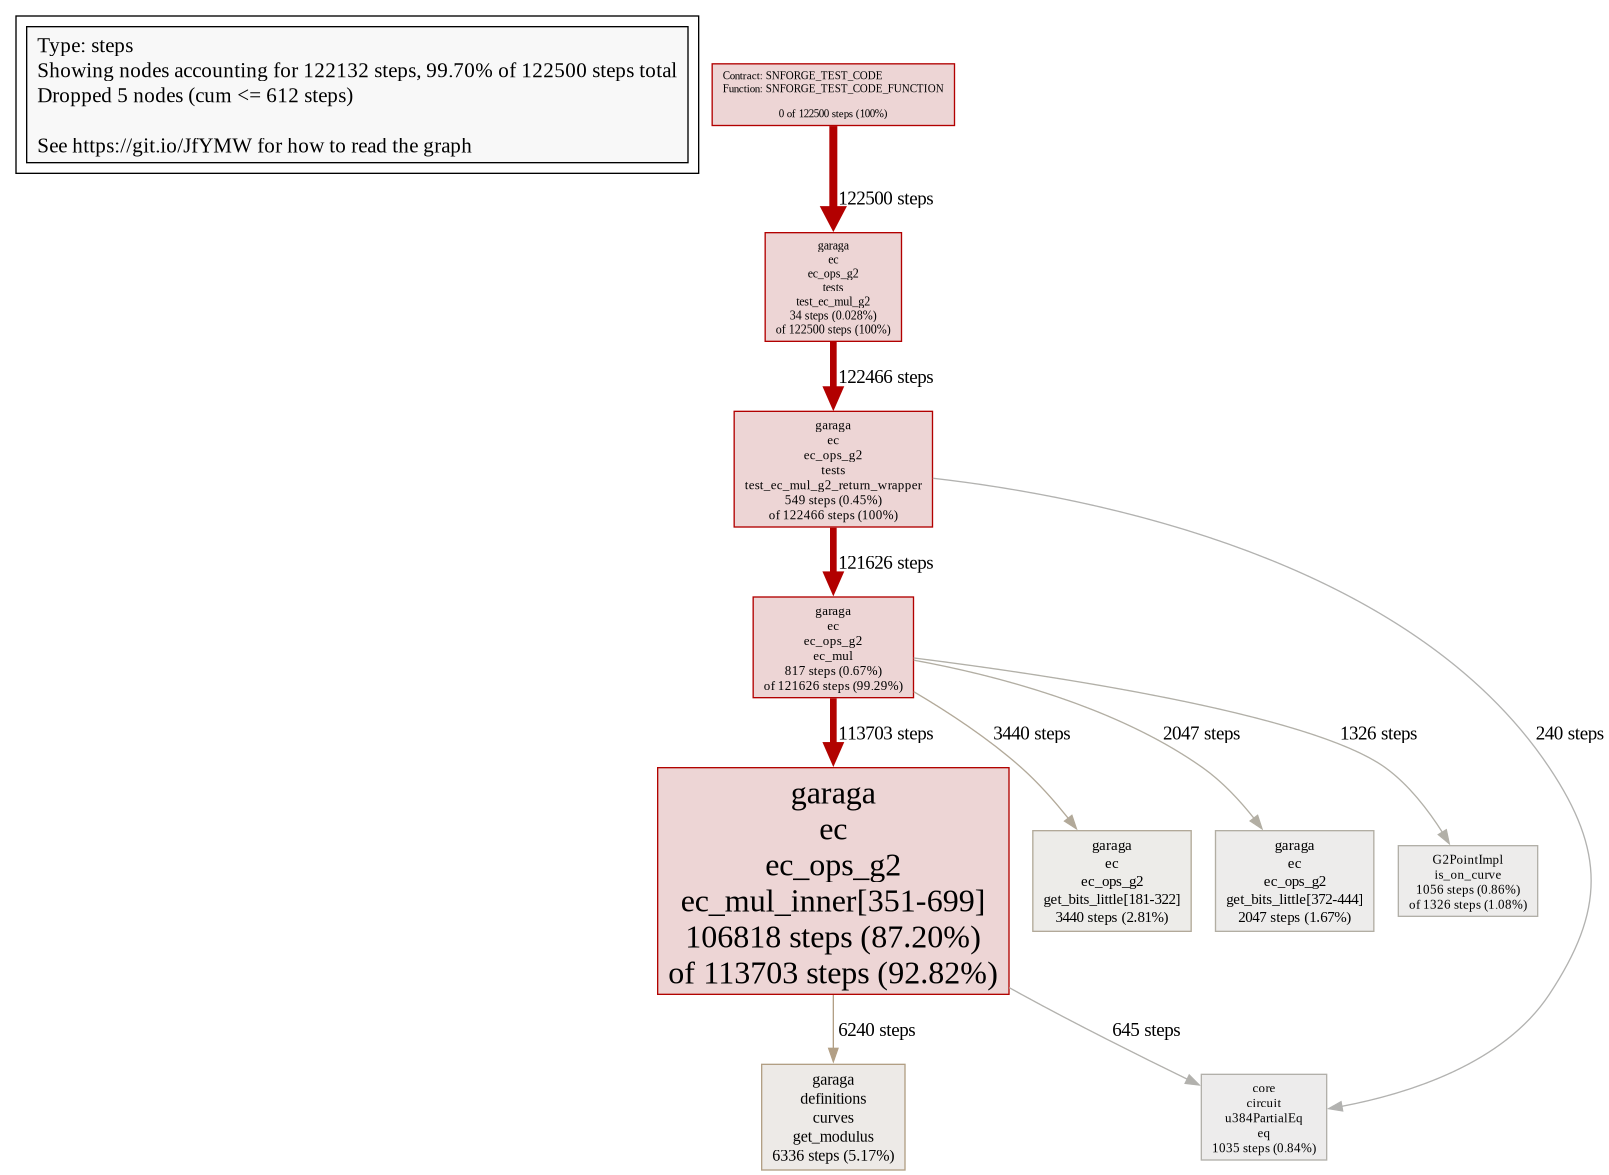 Type: steps
Showing nodes accounting for 122132 steps, 99.70% of 122500 steps total
Dropped 5 nodes (cum <= 612 steps)
See https://git.io/JfYMW for how to read the graph
Contract: SNFORGE_TEST_CODE
Function: SNFORGE_TEST_CODE_FUNCTION
0 of 122500 steps (100%)
122500 steps
garaga
ec
ec_ops_g2
tests
test_ec_mul_g2
34 steps (0.028%)
of 122500 steps (100%)
122466 steps
garaga
ec
ec_ops_g2
tests
test_ec_mul_g2_return_wrapper
549 steps (0.45%)
of 122466 steps (100%)
121626 steps
garaga
ec
ec_ops_g2
ec_mul
817 steps (0.67%)
of 121626 steps (99.29%)
113703 steps
3440 steps
2047 steps
1326 steps
240 steps
garaga
ec
ec_ops_g2
ec_mul_inner[351-699]
106818 steps (87.20%)
of 113703 steps (92.82%)
garaga
ec
ec_ops_g2
get_bits_little[181-322]
3440 steps (2.81%)
garaga
ec
ec_ops_g2
get_bits_little[372-444]
2047 steps (1.67%)
G2PointImpl
is_on_curve
1056 steps (0.86%)
of 1326 steps (1.08%)
6240 steps
645 steps
garaga
definitions
curves
get_modulus
6336 steps (5.17%)
core
circuit
u384PartialEq
eq
1035 steps (0.84%)